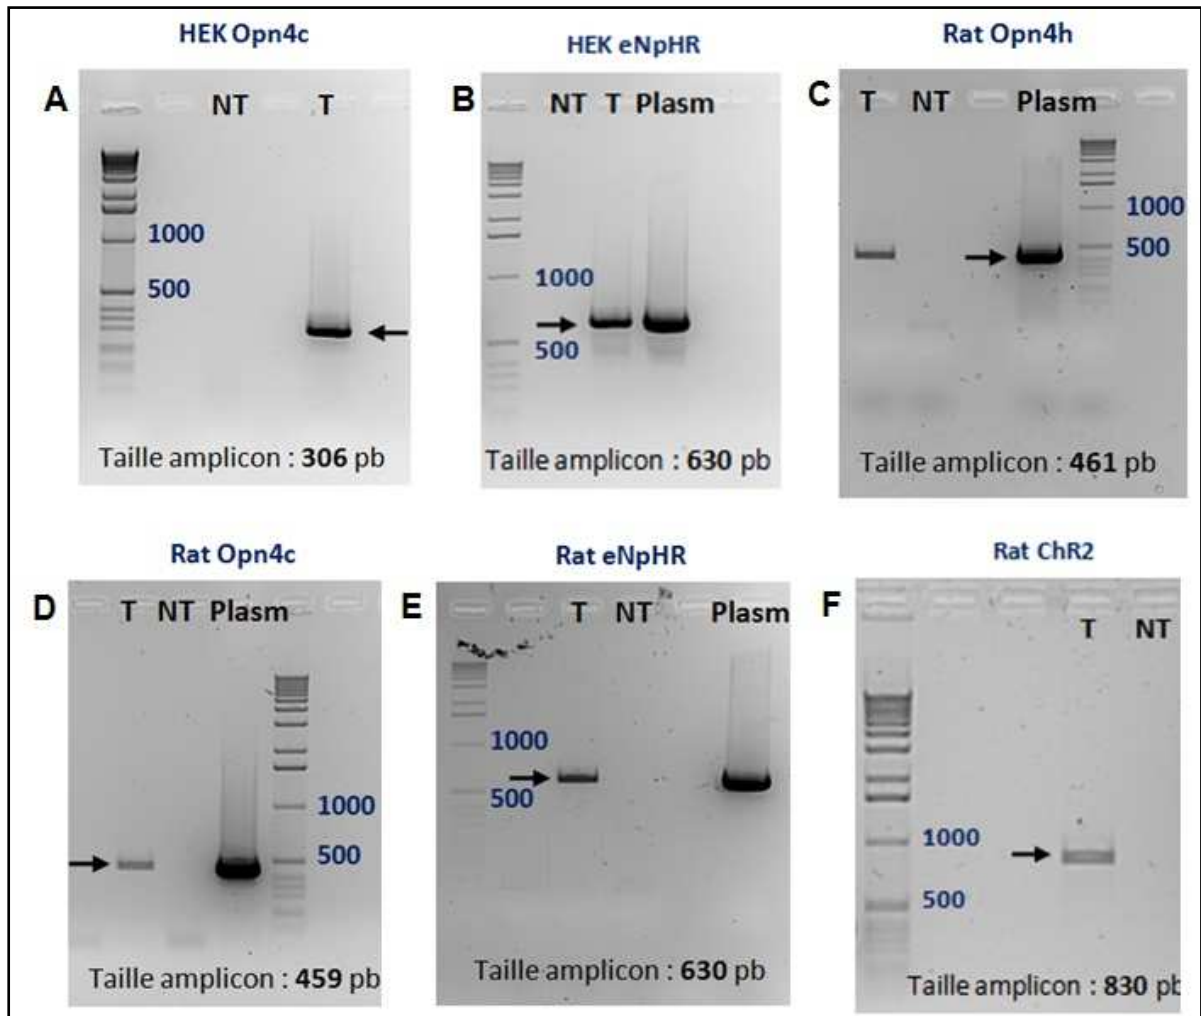 HEK Opn4c
A
NT T
1000
500
Taille amplicon : 306 pb
HEK eNpHR
B
NT T Plasm
1000
500
Taille amplicon : 630 pb
Rat Opn4h
C
T NT Plasm
1000
500
Taille amplicon : 461 pb
Rat Opn4c
D
T NT Plasm
1000
500
Taille amplicon : 459 pb
Rat eNpHR
E
T NT Plasm
1000
500
Taille amplicon : 630 pb
Rat ChR2
F
T NT
1000
500
Taille amplicon : 830 pb